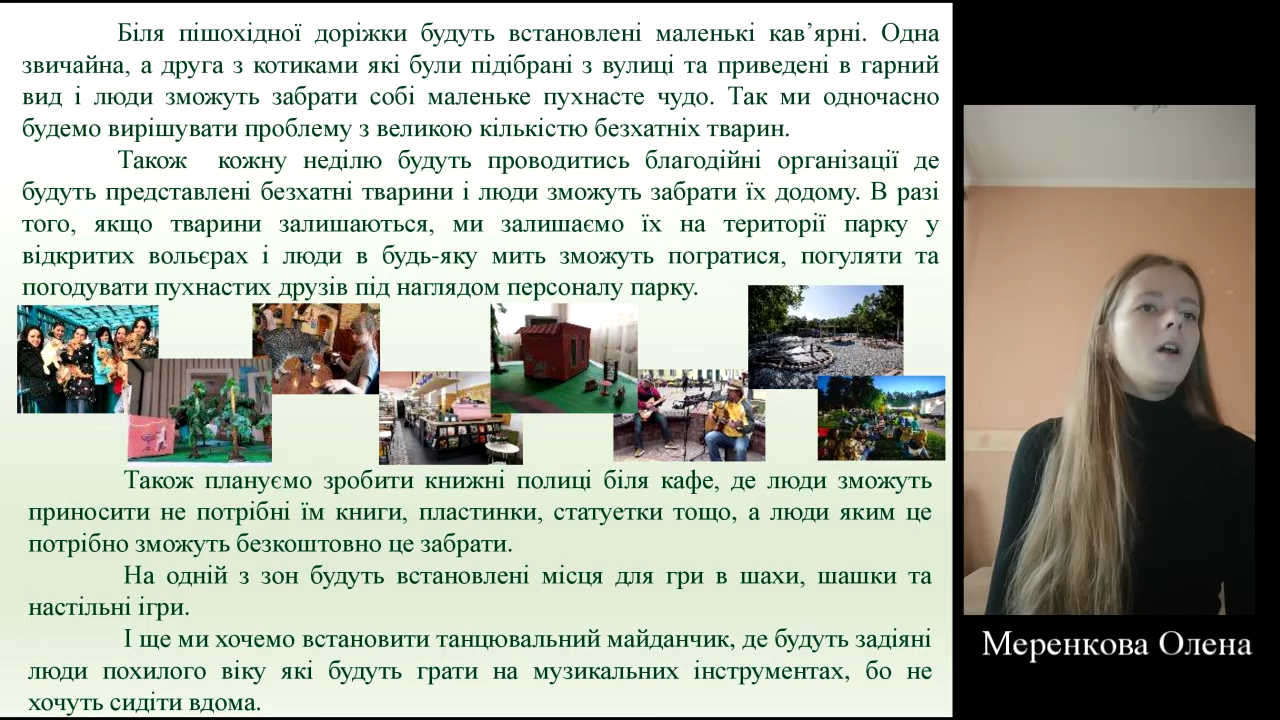 Біля пішохідної доріжки будуть встановлені маленькі кав’ярні. Одна
звичайна, а друга з котиками які були підібрані з вулиці та приведені в гарний
вид і люди зможуть забрати собі маленьке пухнасте чудо. Так ми одночасно
будемо вирішувати проблему з великою кількістю безхатніх тварин.
Також кожну неділю будуть проводитись благодійні організації де
будуть представлені безхатні тварини і люди зможуть забрати їх додому. В разі
того, якщо тварини залишаються, ми залишаємо їх на території парку у
відкритих вольєрах і люди в будь-яку мить зможуть погратися, погуляти та
погодувати пухнастих друзів під наглядом персоналу парку.
Також плануємо зробити книжні полиці біля кафе, де люди зможуть
приносити не потрібні їм книги, пластинки, статуетки тощо, а люди яким це
потрібно зможуть безкоштовно це забрати.
На одній з зон будуть встановлені місця для гри в шахи, шашки та
настільні ігри.
І ще ми хочемо встановити танцювальний майданчик, де будуть задіяні
люди похилого віку які будуть грати на музикальних інструментах, бо не
хочуть сидіти вдома.
Меренкова Олена